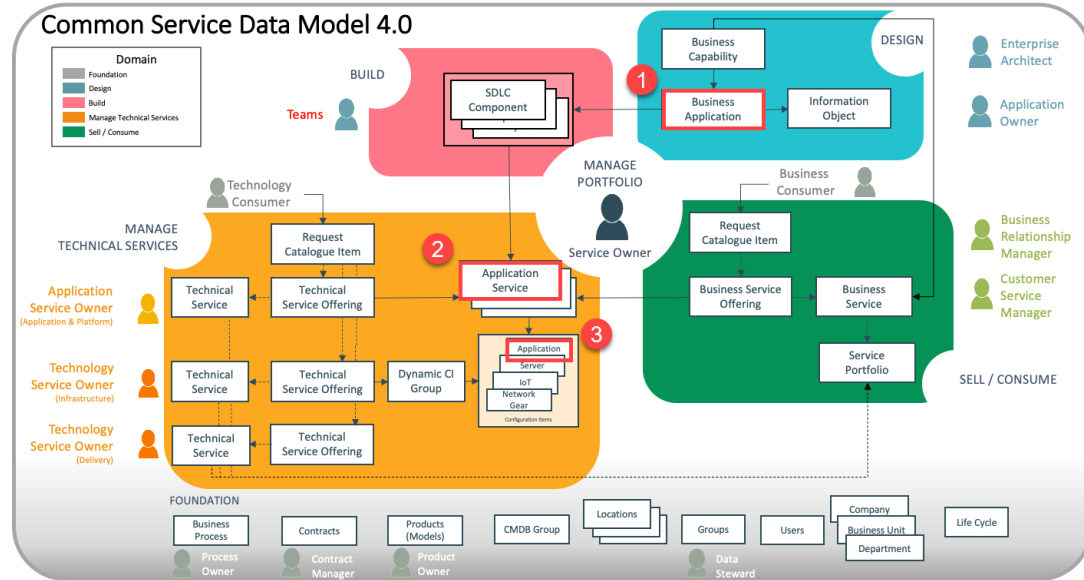 Common Service Data Model 4.0
Domain
Foundation
Design
Build
Manage Technical Services
Sell / Consume
BUILD
Teams
SDLC
Component
1
Business
Capability
Business
Application
Information
Object
DESIGN
Enterprise
Architect
Application
Owner
MANAGE
PORTFOLIO
Service Owner
Technology
Consumer
Business
Consumer
MANAGE
TECHNICAL SERVICES
Request
Catalogue Item
2
Application
Service
Request
Catalogue Item
Business
Relationship
Manager
Application
Service Owner
(Application & Platform)
Technical
Service
Technical
Service Offering
Business Service
Offering
Business
Service
Customer
Service
Manager
3
Technology
Service Owner
(Infrastructure)
Technical
Service
Technical
Service Offering
Dynamic CI
Group
Application
Server
IoT
Network
Gear
Configuration Items
Service
Portfolio
SELL / CONSUME
Technology
Service Owner
(Delivery)
Technical
Service
Technical
Service Offering
FOUNDATION
Business
Process
Contracts
Products
(Models)
CMDB Group
Locations
Groups
Users
Company
Business Unit
Department
Life Cycle
Process
Owner
Contract
Manager
Product
Owner
Data
Steward